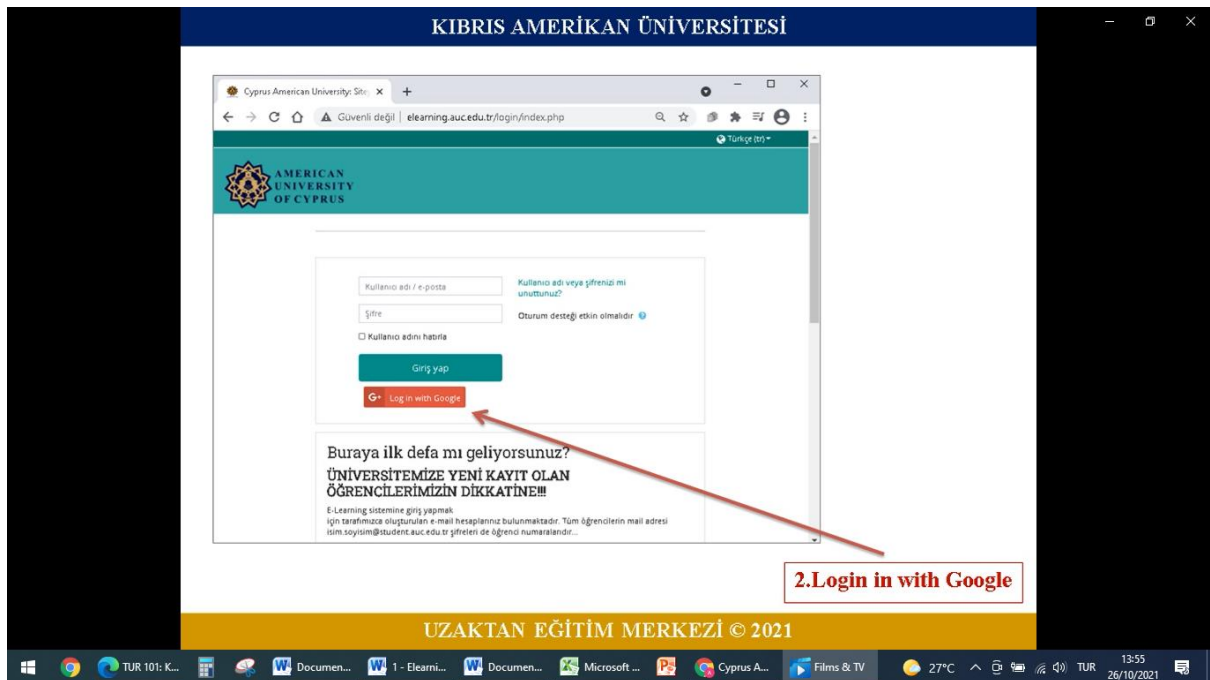 KIBRIS AMERİKAN ÜNİVERSİTESİ
Cyprus American University: Site
Güvenli değil | elearning.auc.edu.tr/login/index.php
Türkçe (tr)
AMERICAN
UNIVERSITY
OF CYPRUS
Kullanıcı adı / e-posta
Kullanıcı adı veya şifrenizi mi
unuttunuz?
Şifre
Oturum desteği etkin olmalıdır
Kullanıcı adını hatırla
Giriş yap
G+ Log in with Google
Buraya ilk defa mı geliyorsunuz?
ÜNİVERSİTEMİZE YENİ KAYIT OLAN
ÖĞRENCİLERİMİZİN DİKKATİNE!!!
E-Learning sistemine giriş yapmak
için tarafımızca oluşturulan e-mail hesaplarınız bulunmaktadır. Tüm öğrencilerin mail adresi
isim.soyisim@student.auc.edu.tr şifreleri de öğrenci numaralarıdır...
2.Login in with Google
UZAKTAN EĞİTİM MERKEZİ © 2021
TUR 101: K... Documen... 1 - Elearni... Documen... Microsoft ... Cyprus A... Films & TV 27°C TUR 13:55
26/10/2021